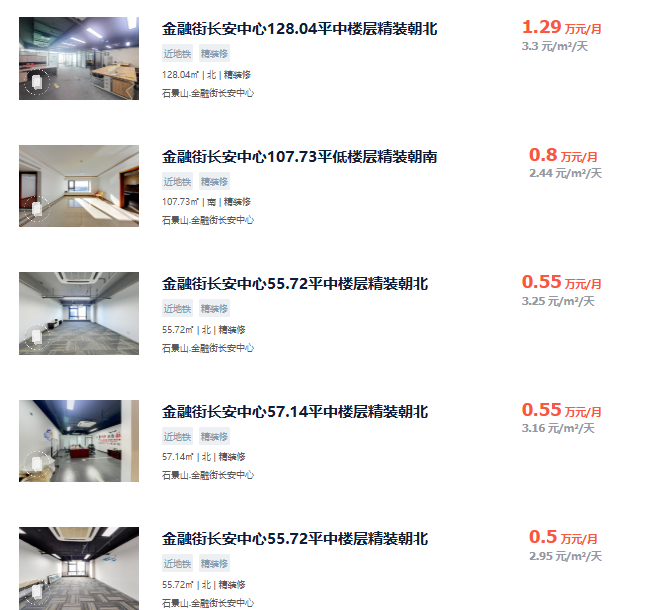 金融街长安中心128.04平中楼层精装朝北
1.29 万元/月
近地铁 精装修
3.3 元/m²/天
128.04㎡ | 北 | 精装修
石景山.金融街长安中心
金融街长安中心107.73平低楼层精装朝南
0.8 万元/月
近地铁 精装修
2.44 元/m²/天
107.73㎡ | 南 | 精装修
石景山.金融街长安中心
金融街长安中心55.72平中楼层精装朝北
0.55 万元/月
近地铁 精装修
3.25 元/m²/天
55.72㎡ | 北 | 精装修
石景山.金融街长安中心
金融街长安中心57.14平中楼层精装朝北
0.55 万元/月
近地铁 精装修
3.16 元/m²/天
57.14㎡ | 北 | 精装修
石景山.金融街长安中心
金融街长安中心55.72平中楼层精装朝北
0.5 万元/月
近地铁 精装修
2.95 元/m²/天
55.72㎡ | 北 | 精装修
石景山.金融街长安中心